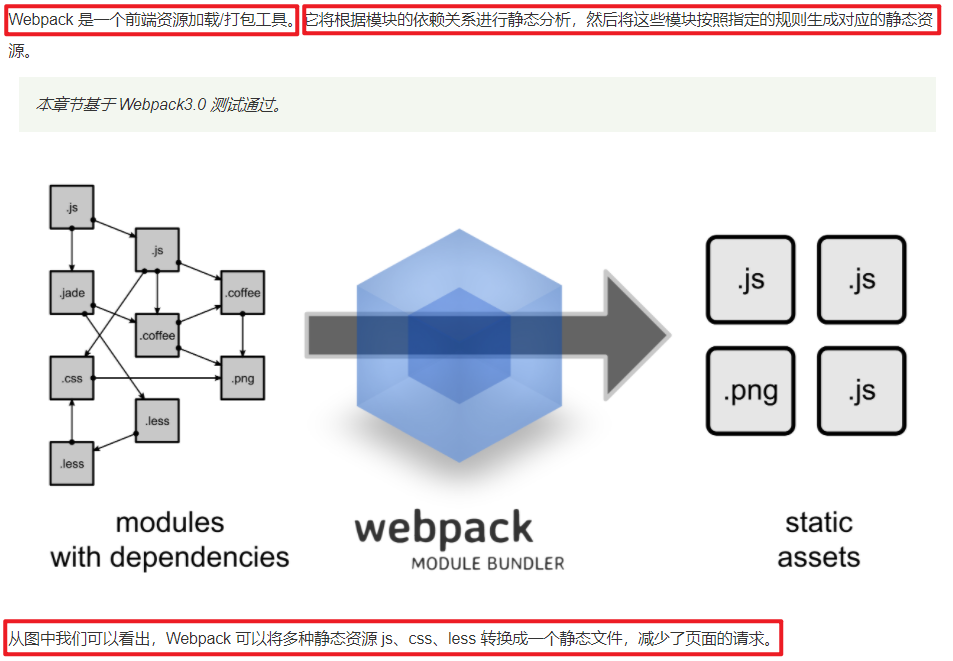 Webpack 是一个前端资源加载/打包工具。它将根据模块的依赖关系进行静态分析，然后将这些模块按照指定的规则生成对应的静态资
源。
本章节基于 Webpack3.0 测试通过。
.js
.js
.jade
.coffee
.coffee
.css
.png
.less
.less
modules
with dependencies
webpack
MODULE BUNDLER
.js
.js
.png
.js
static
assets
从图中我们可以看出，Webpack 可以将多种静态资源 js、css、less 转换成一个静态文件，减少了页面的请求。